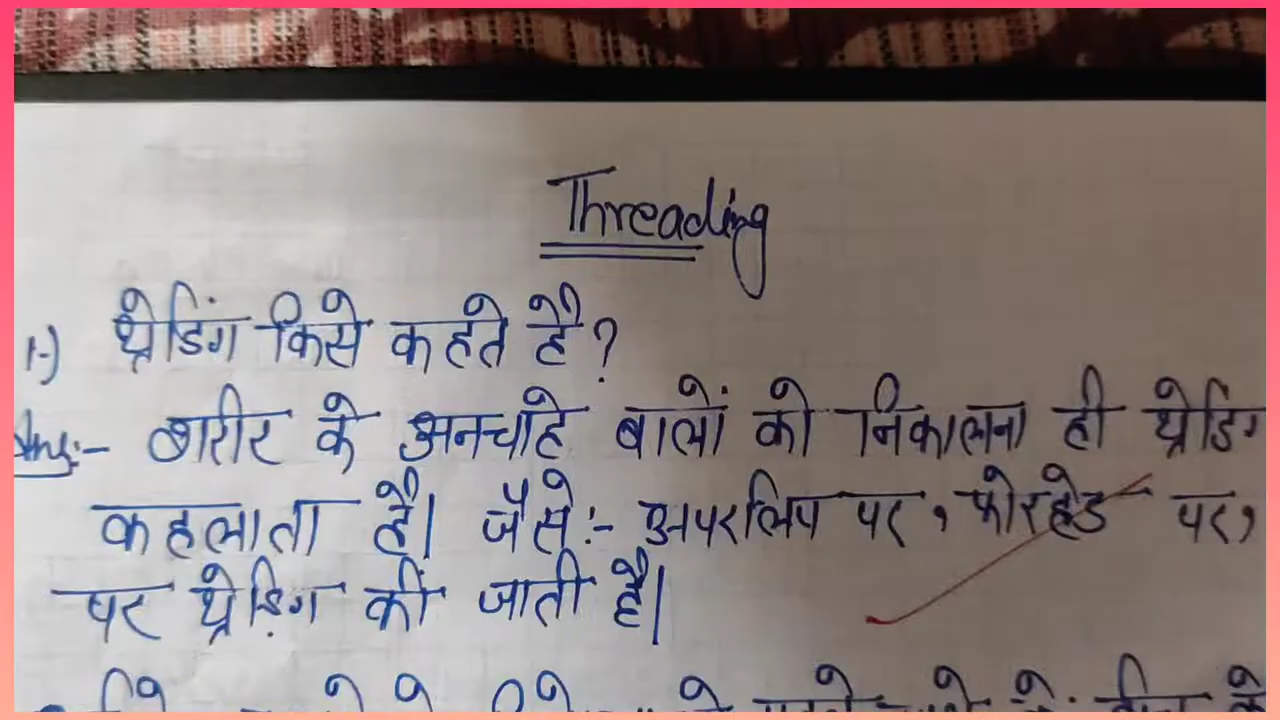 Threading
1-) थ्रेडिंग किसे कहते है?
Ans:- शरीर के अनचाहे बालों को निकालना ही थ्रेडिंग
कहलाता है। जैसे:- अपरलिप पर, फोरहेड पर,
पर थ्रेडिंग कीं जाती है।